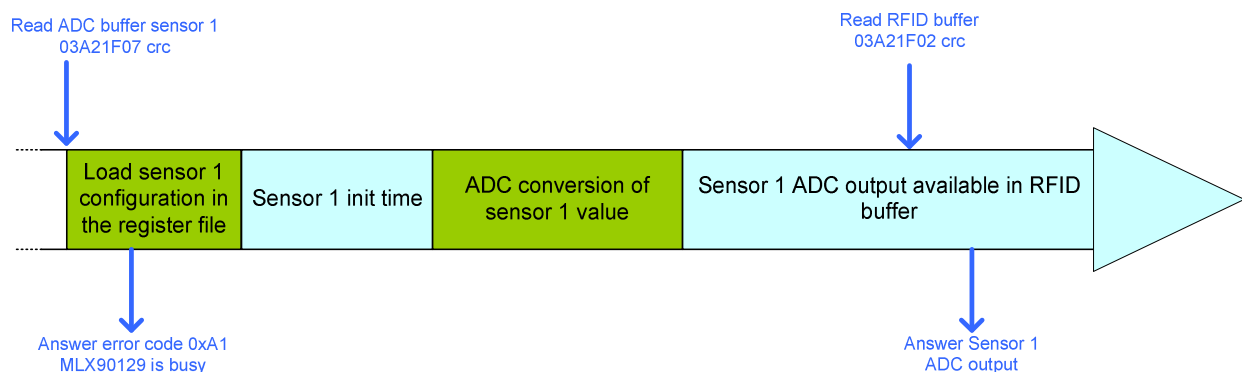 Read ADC buffer sensor 1
03A21F07 crc
Read RFID buffer
03A21F02 crc
Load sensor 1
configuration in
the register file
Sensor 1 init time
ADC conversion of
sensor 1 value
Sensor 1 ADC output available in RFID
buffer
Answer error code 0xA1
MLX90129 is busy
Answer Sensor 1
ADC output